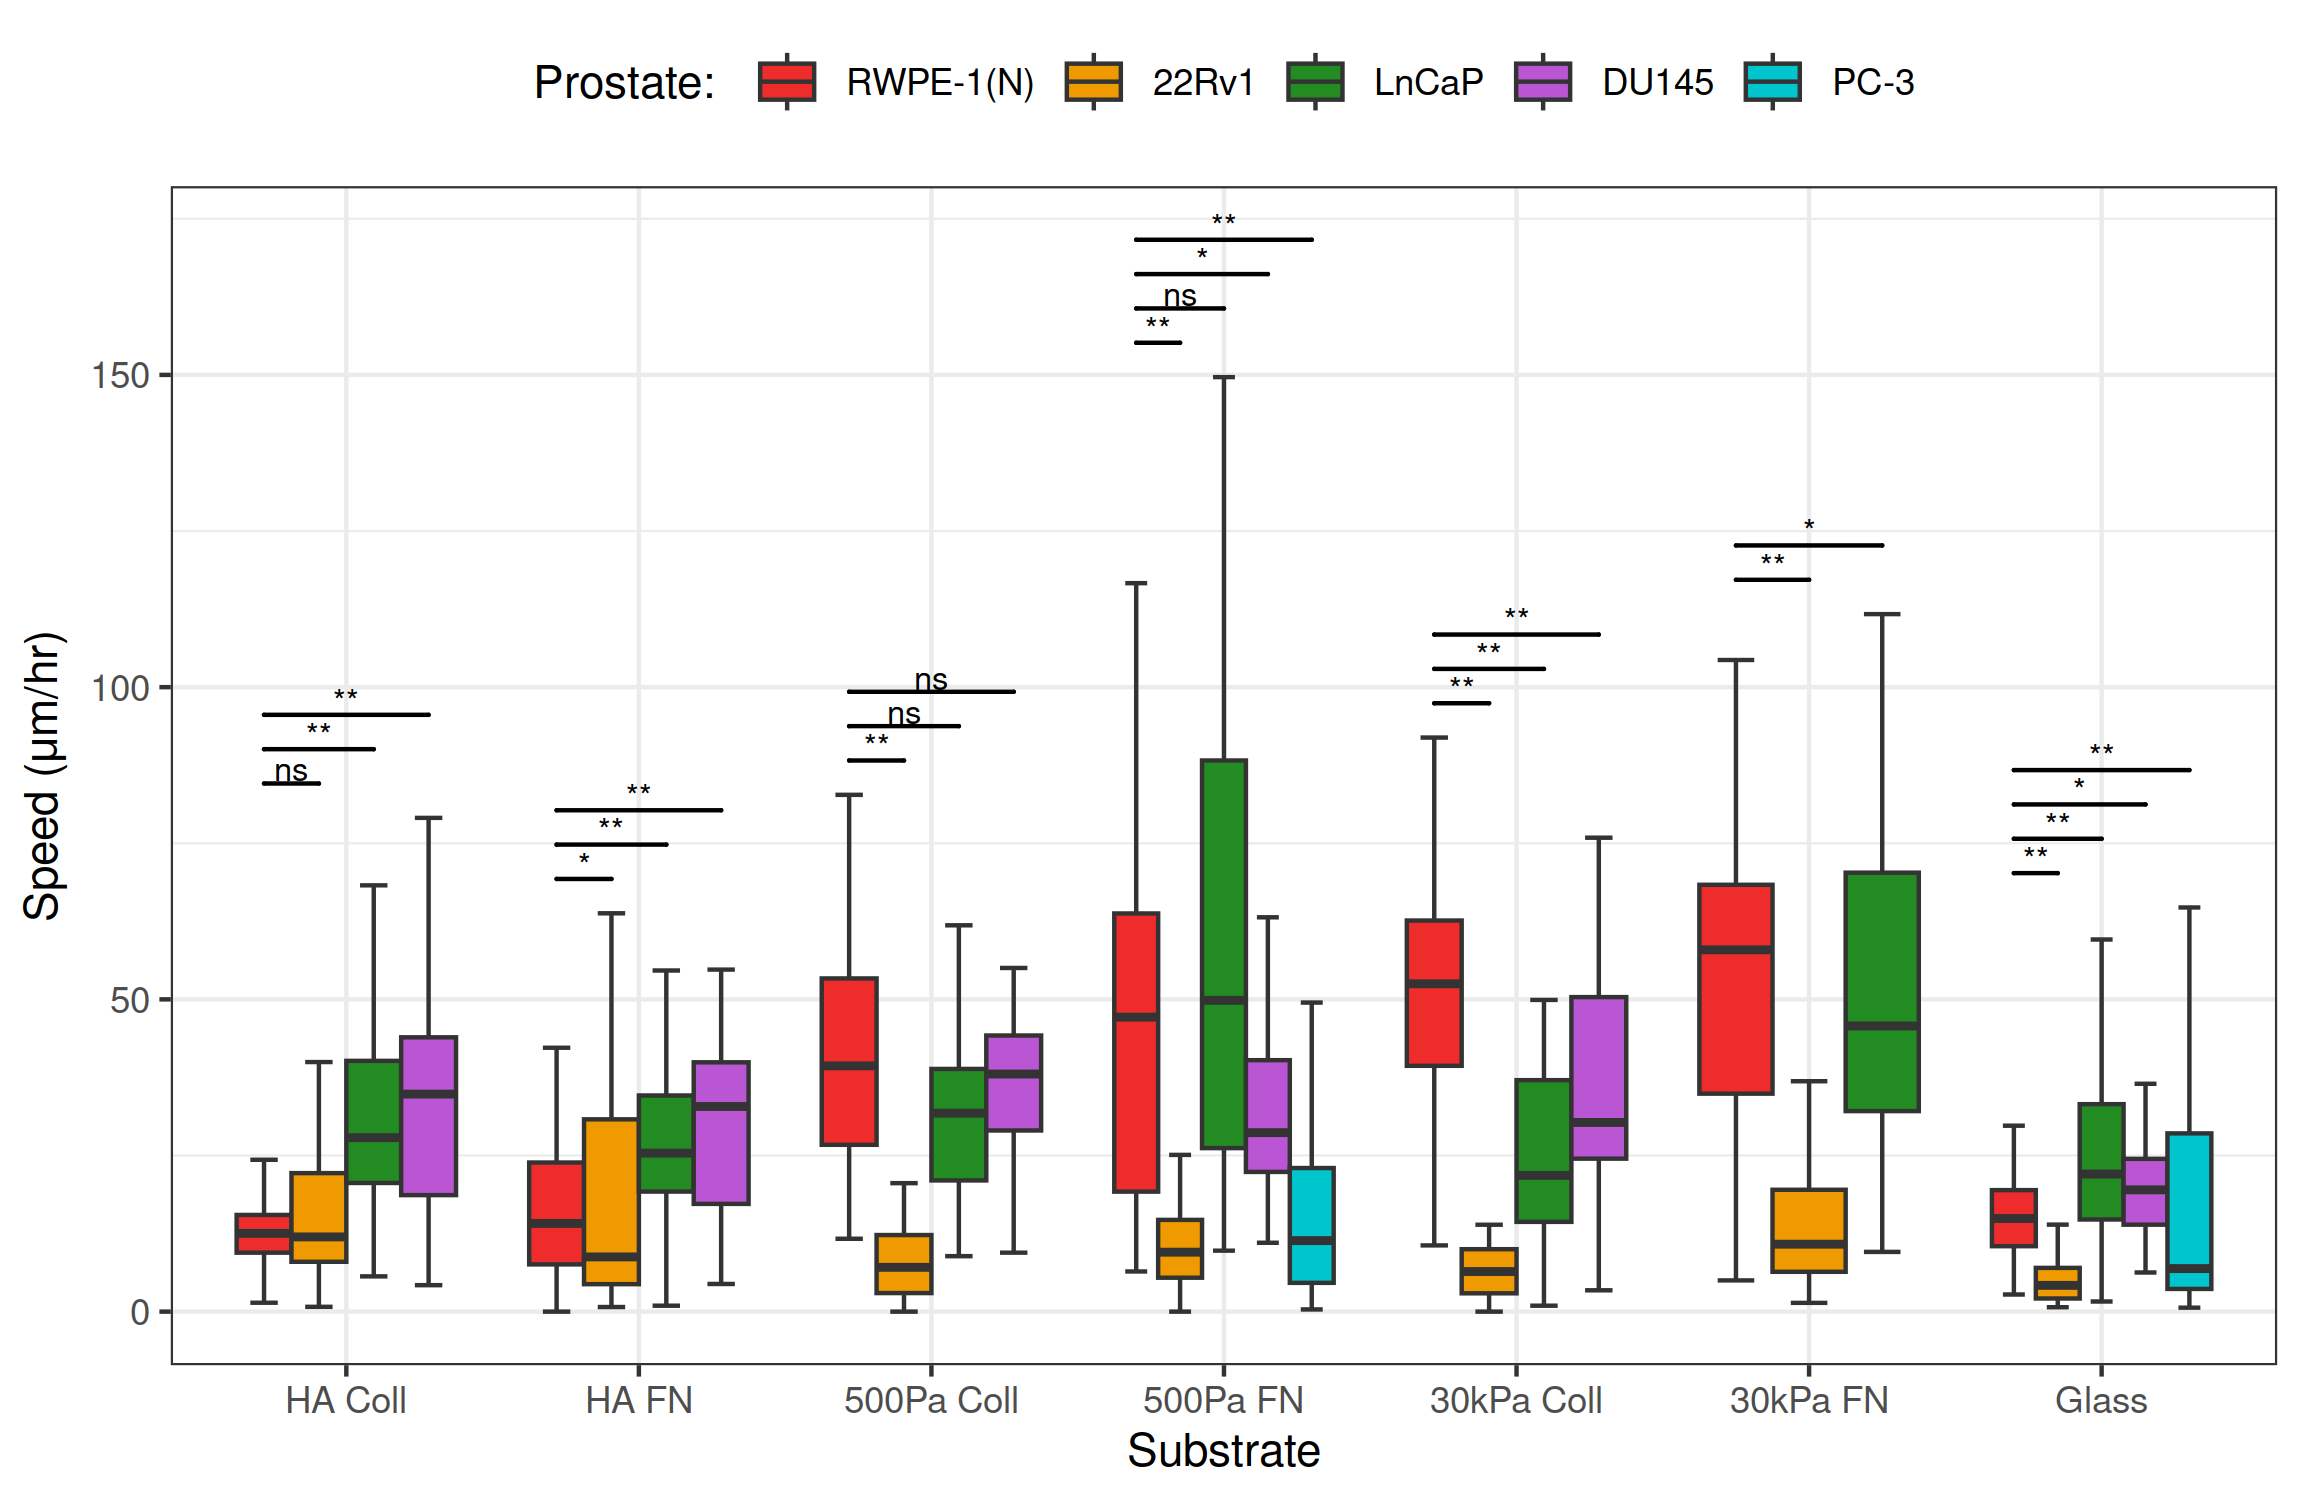 Prostate: RWPE-1(N) 22Rv1 LnCaP DU145 PC-3
Speed (µm/hr)
150
100
50
0
**
**
ns
**
**
*
ns
ns
**
**
*
ns
**
**
**
**
*
**
**
*
**
**
HA Coll HA FN 500Pa Coll 500Pa FN 30kPa Coll 30kPa FN Glass
Substrate